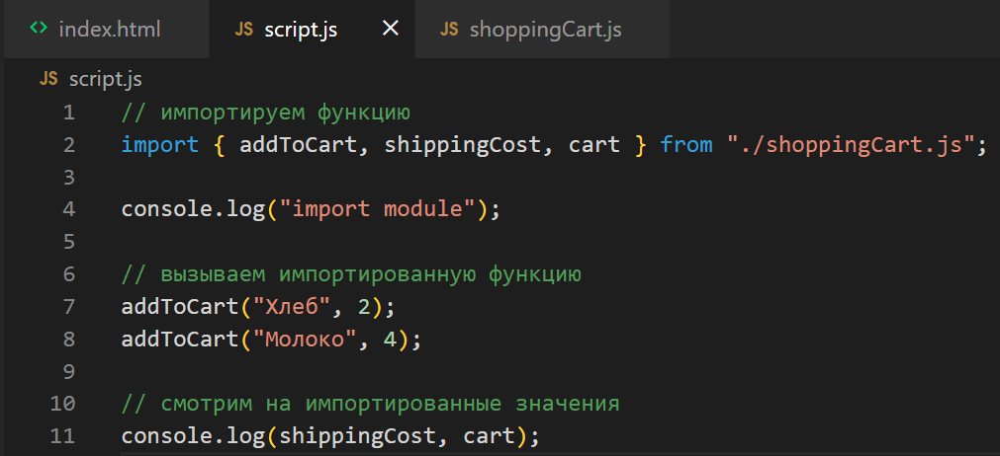 <> index.html JS script.js × JS shoppingCart.js
JS script.js
1 // импортируем функцию
2 import { addToCart, shippingCost, cart } from "./shoppingCart.js";
3
4 console.log("import module");
5
6 // вызываем импортированную функцию
7 addToCart("Хлеб", 2);
8 addToCart("Молоко", 4);
9
10 // смотрим на импортированные значения
11 console.log(shippingCost, cart);